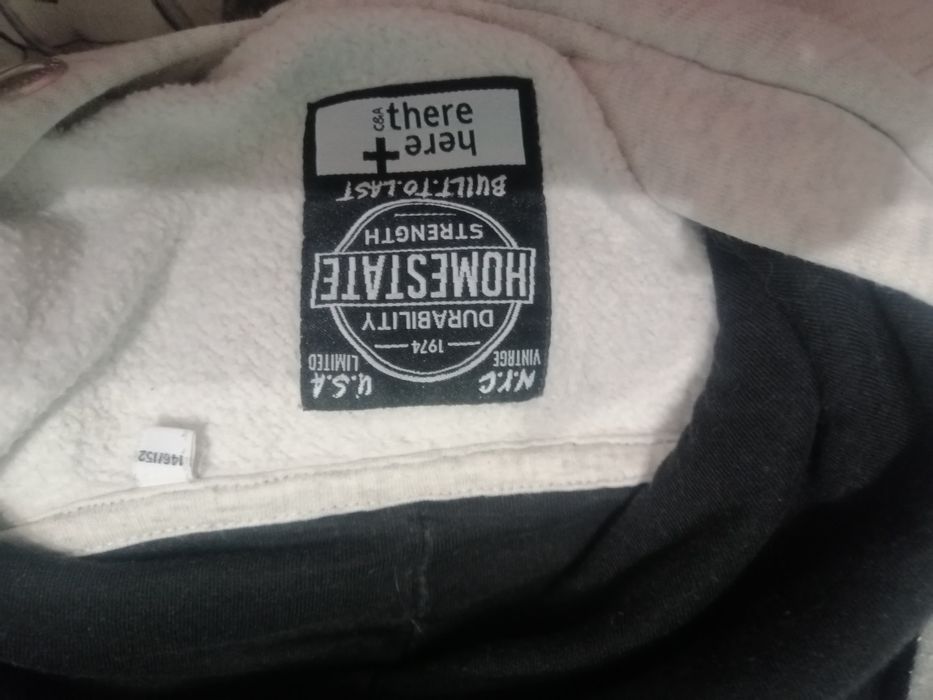 N.Y.C U.S.A
VINTAGE LIMITED
1974
DURABILITY
HOMESTATE
STRENGTH
BUILT.TO.LAST
here+
there
C&A
146/152